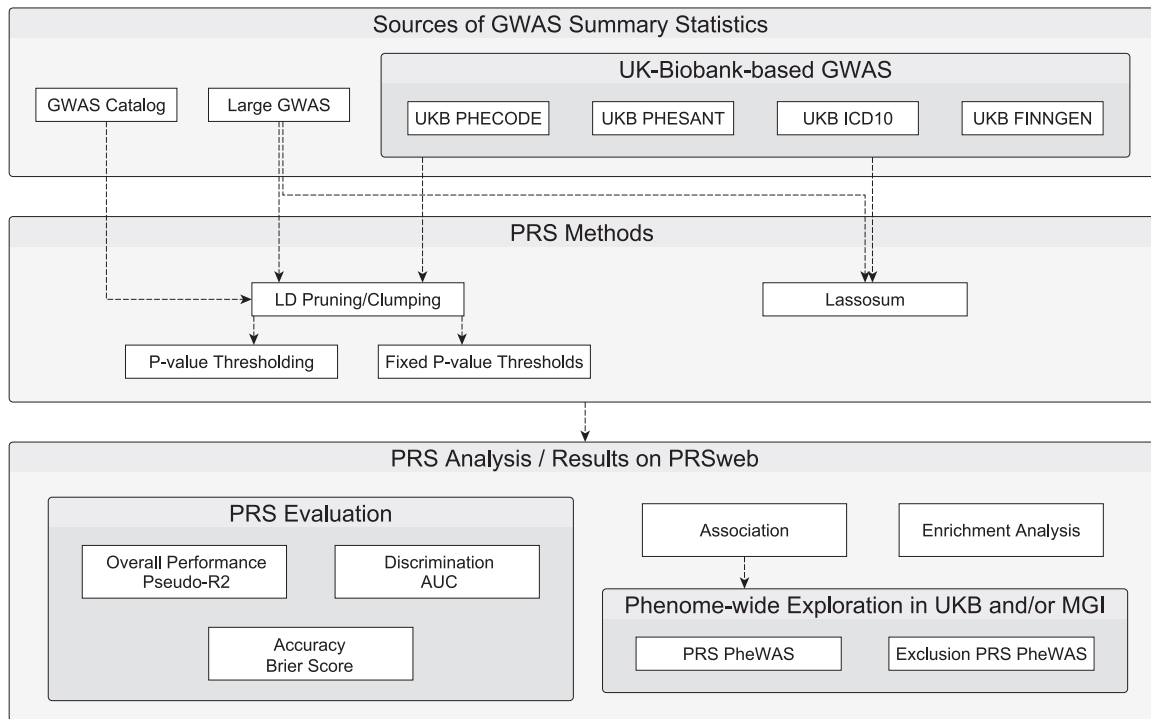 Sources of GWAS Summary Statistics
UK-Biobank-based GWAS
GWAS Catalog
Large GWAS
UKB PHECODE
UKB PHESANT
UKB ICD10
UKB FINNGEN
PRS Methods
LD Pruning/Clumping
Lassosum
P-value Thresholding
Fixed P-value Thresholds
PRS Analysis / Results on PRSweb
PRS Evaluation
Overall Performance
Pseudo-R2
Discrimination
AUC
Accuracy
Brier Score
Association
Enrichment Analysis
Phenome-wide Exploration in UKB and/or MGI
PRS PheWAS
Exclusion PRS PheWAS